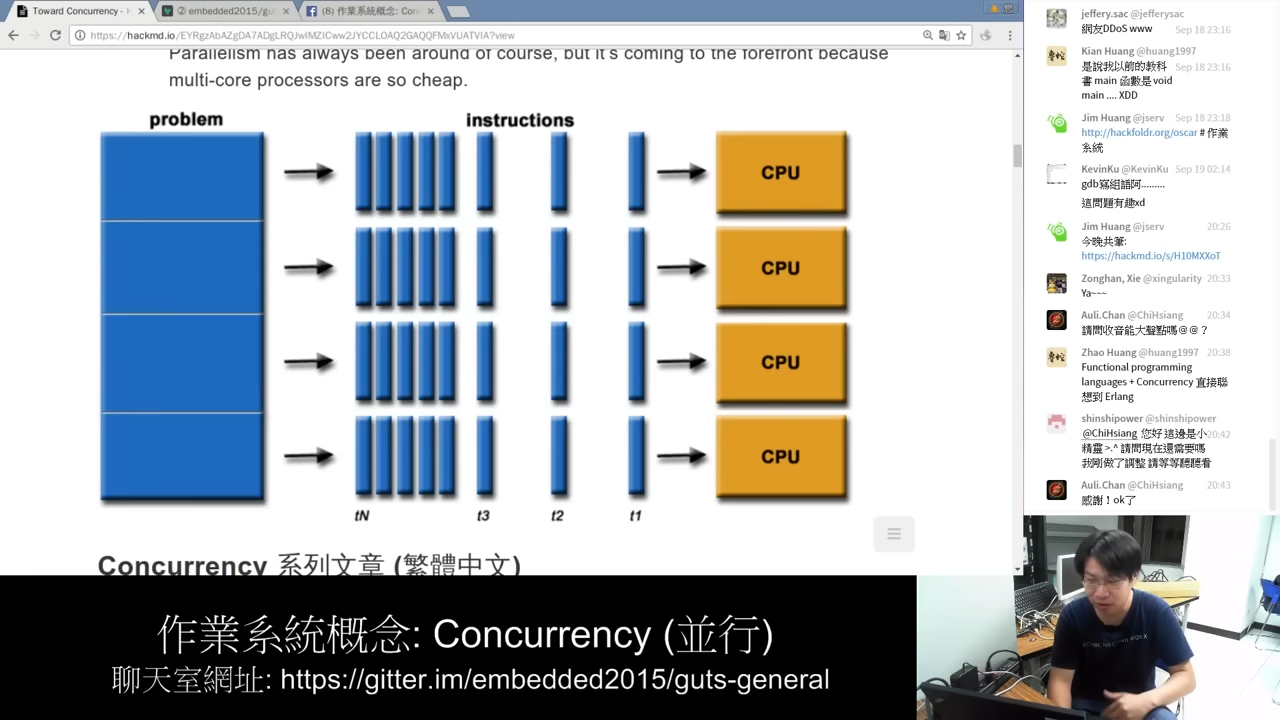 Toward Concurrency - H
② embedded2015/guts
(8) 作業系統概念: Con
https://hackmd.io/EYRgzAbAZgDA7ADgLRQJwIMZICww2JYCCLOAQ2GAQQFMxVUATVIA?view
Parallelism has always been around of course, but it's coming to the forefront because
multi-core processors are so cheap.
problem
instructions
CPU
CPU
CPU
CPU
tN
t3
t2
t1
Concurrency 系列文章 (繁體中文)
作業系統概念: Concurrency (並行)
聊天室網址: https://gitter.im/embedded2015/guts-general
jeffery.sac @jefferysac
網友DDoS www
Sep 18 23:16
Kian Huang @huang1997
是說我以前的教科
Sep 18 23:16
書 main 函數是 void
main .... XDD
Jim Huang @jserv
Sep 18 23:18
http://hackfoldr.org/oscar # 作業
系統
KevinKu @KevinKu
Sep 19 02:14
gdb寫組語阿.........
這問題有趣xd
Jim Huang @jserv
20:26
今晚共筆:
https://hackmd.io/s/H10MXXoT
Zonghan, Xie @xingularity
20:33
Ya~~~
Auli.Chan @ChiHsiang
20:34
請問收音能大聲點嗎＠＠？
Zhao Huang @huang1997
20:38
Functional programming
languages + Concurrency 直接聯
想到 Erlang
shinshipower @shinshipower
@ChiHsiang 您好 這邊是小
20:42
精靈 >.^ 請問現在還需要嗎
我剛做了調整 請等等聽聽看
Auli.Chan @ChiHsiang
20:43
感謝！ok了